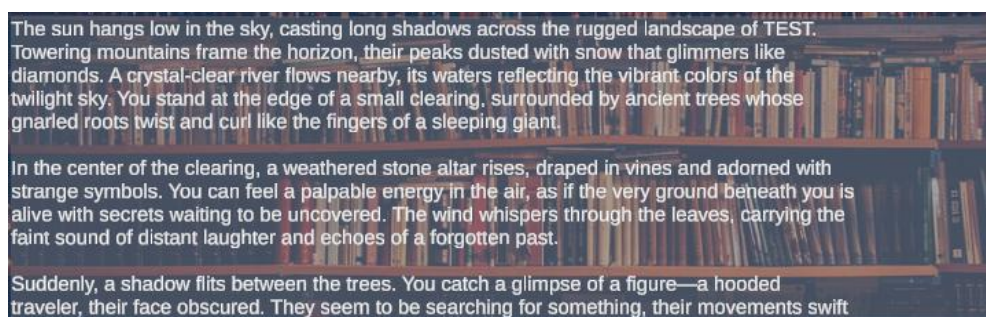 The sun hangs low in the sky, casting long shadows across the rugged landscape of TEST.
Towering mountains frame the horizon, their peaks dusted with snow that glimmers like
diamonds. A crystal-clear river flows nearby, its waters reflecting the vibrant colors of the
twilight sky. You stand at the edge of a small clearing, surrounded by ancient trees whose
gnarled roots twist and curl like the fingers of a sleeping giant.
In the center of the clearing, a weathered stone altar rises, draped in vines and adorned with
strange symbols. You can feel a palpable energy in the air, as if the very ground beneath you is
alive with secrets waiting to be uncovered. The wind whispers through the leaves, carrying the
faint sound of distant laughter and echoes of a forgotten past.
Suddenly, a shadow flits between the trees. You catch a glimpse of a figure—a hooded
traveler, their face obscured. They seem to be searching for something, their movements swift